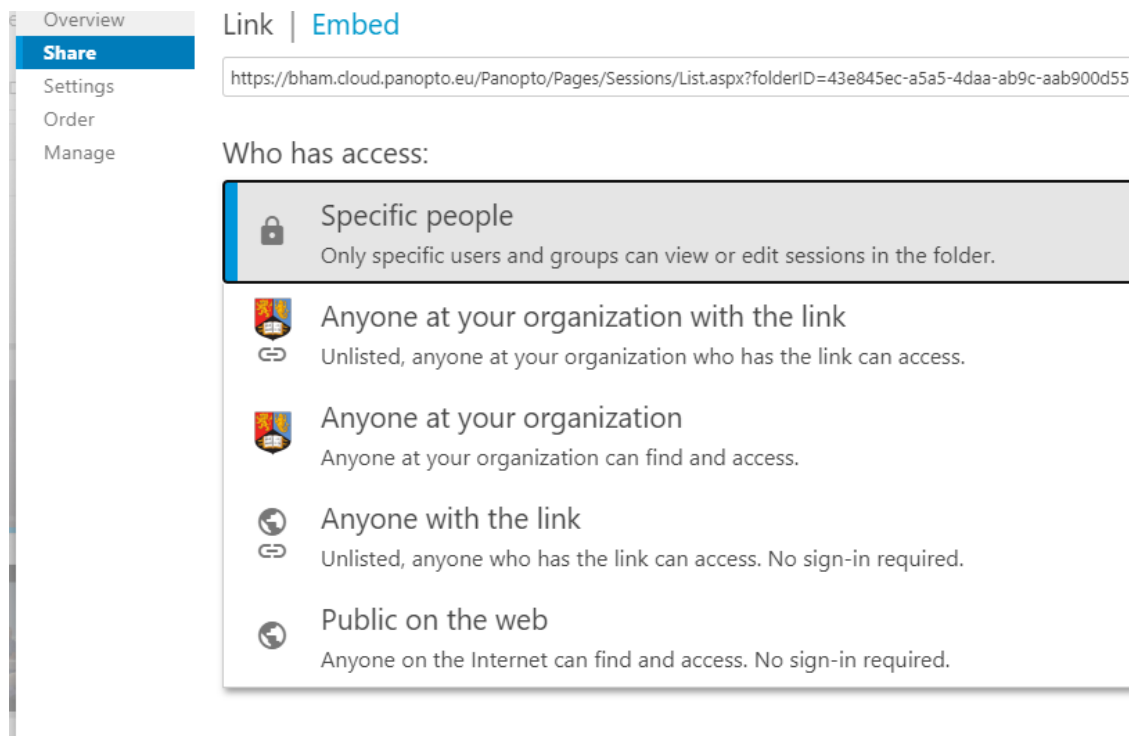 Overview
Share
Settings
Order
Manage
Link | Embed
https://bham.cloud.panopto.eu/Panopto/Pages/Sessions/List.aspx?folderID=43e845ec-a5a5-4daa-ab9c-aab900d55
Who has access:
Specific people
Only specific users and groups can view or edit sessions in the folder.
Anyone at your organization with the link
Unlisted, anyone at your organization who has the link can access.
Anyone at your organization
Anyone at your organization can find and access.
Anyone with the link
Unlisted, anyone who has the link can access. No sign-in required.
Public on the web
Anyone on the Internet can find and access. No sign-in required.